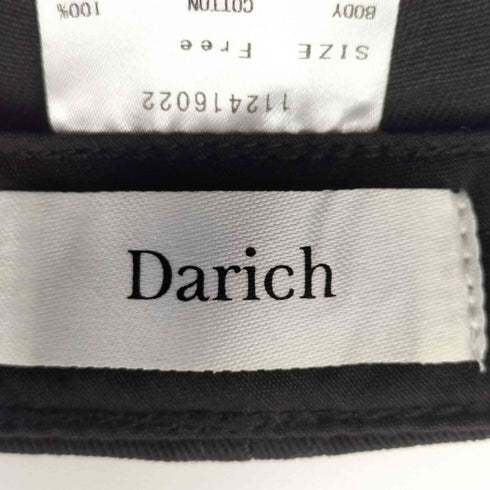 112416022
SIZE Free
BODY COTTON 100%
Darich